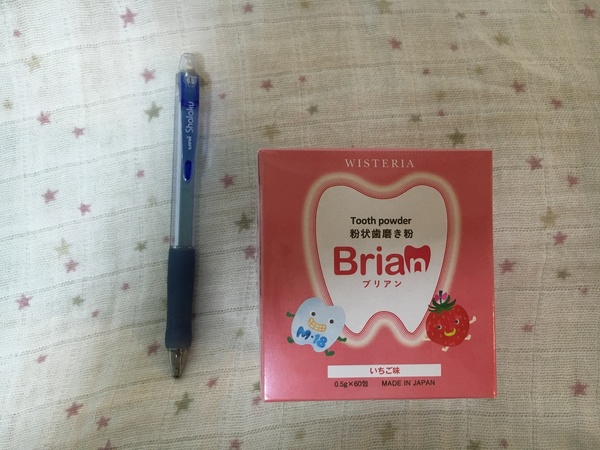 uni Shalaku
WISTERIA
Tooth powder
粉状歯磨き粉
Brian
ブリアン
M-18
いちご味
0.5g×60包 MADE IN JAPAN